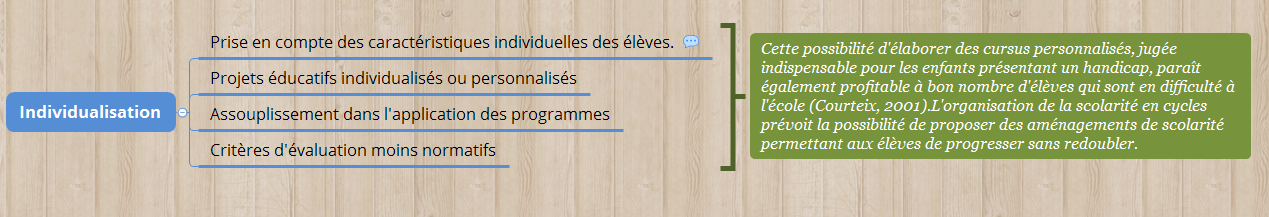 Individualisation
Prise en compte des caractéristiques individuelles des élèves.
Projets éducatifs individualisés ou personnalisés
Assouplissement dans l'application des programmes
Critères d'évaluation moins normatifs
Cette possibilité d'élaborer des cursus personnalisés, jugée
indispensable pour les enfants présentant un handicap, paraît
également profitable à bon nombre d'élèves qui sont en difficulté à
l'école (Courteix, 2001).L'organisation de la scolarité en cycles
prévoit la possibilité de proposer des aménagements de scolarité
permettant aux élèves de progresser sans redoubler.